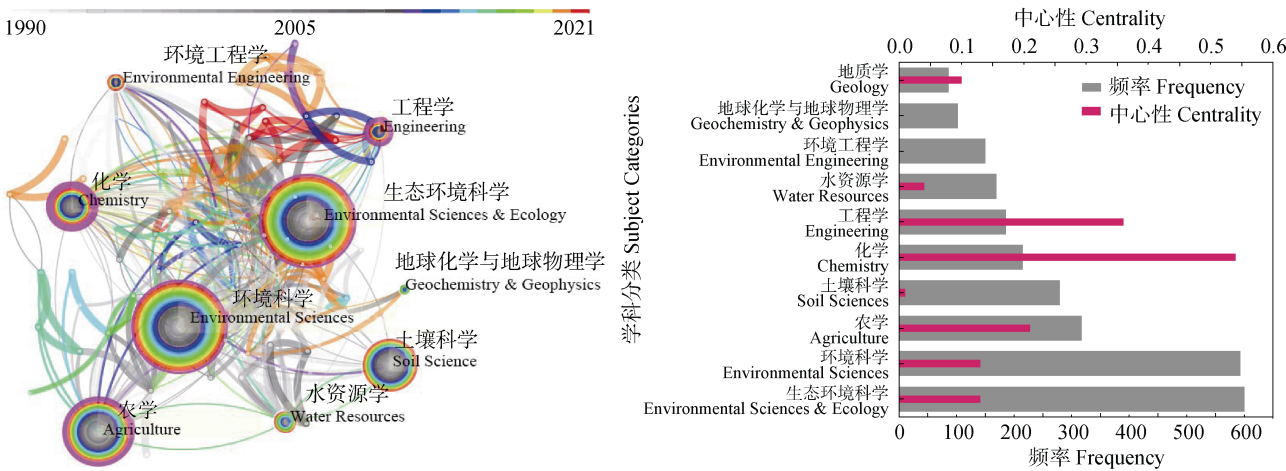 1990
2005
2021
环境工程学
Environmental Engineering
工程学
Engineering
化学
Chemistry
生态环境科学
Environmental Sciences & Ecology
地球化学与地球物理学
Geochemistry & Geophysics
环境科学
Environmental Sciences
土壤科学
Soil Science
水资源学
Water Resources
农学
Agriculture
中心性 Centrality
0.0 0.1 0.2 0.3 0.4 0.5 0.6
频率 Frequency
中心性 Centrality
学科分类 Subject Categories
地质学
Geology
地球化学与地球物理学
Geochemistry & Geophysics
环境工程学
Environmental Engineering
水资源学
Water Resources
工程学
Engineering
化学
Chemistry
土壤科学
Soil Sciences
农学
Agriculture
环境科学
Environmental Sciences
生态环境科学
Environmental Sciences & Ecology
0 100 200 300 400 500 600
频率 Frequency